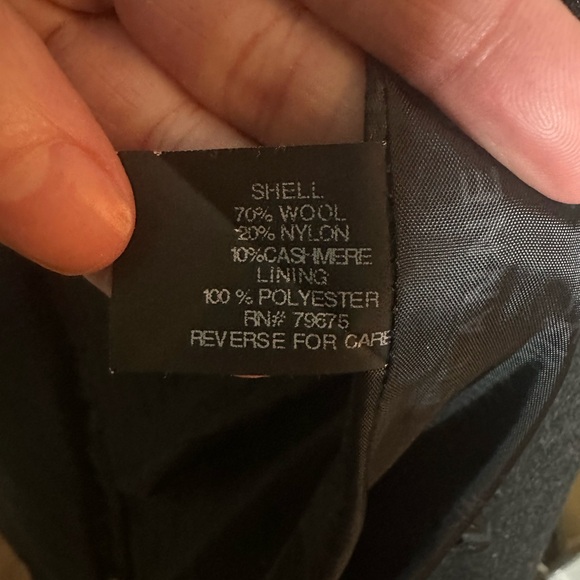 SHELL
70% WOOL
20% NYLON
10%CASHMERE
LINING
100 % POLYESTER
RN# 79675
REVERSE FOR CARE